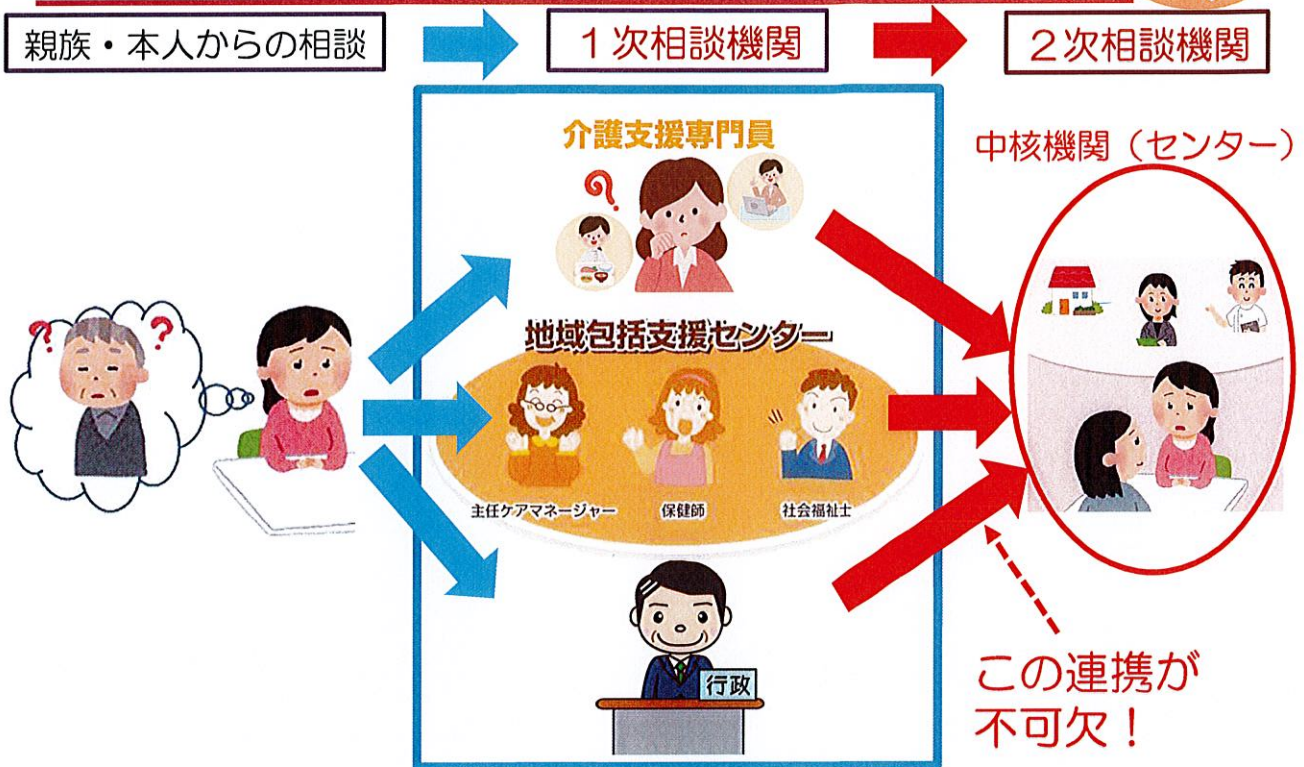 親族・本人からの相談
１次相談機関
２次相談機関
介護支援専門員
中核機関（センター）
地域包括支援センター
主任ケアマネージャー
保健師
社会福祉士
行政
この連携が
不可欠！